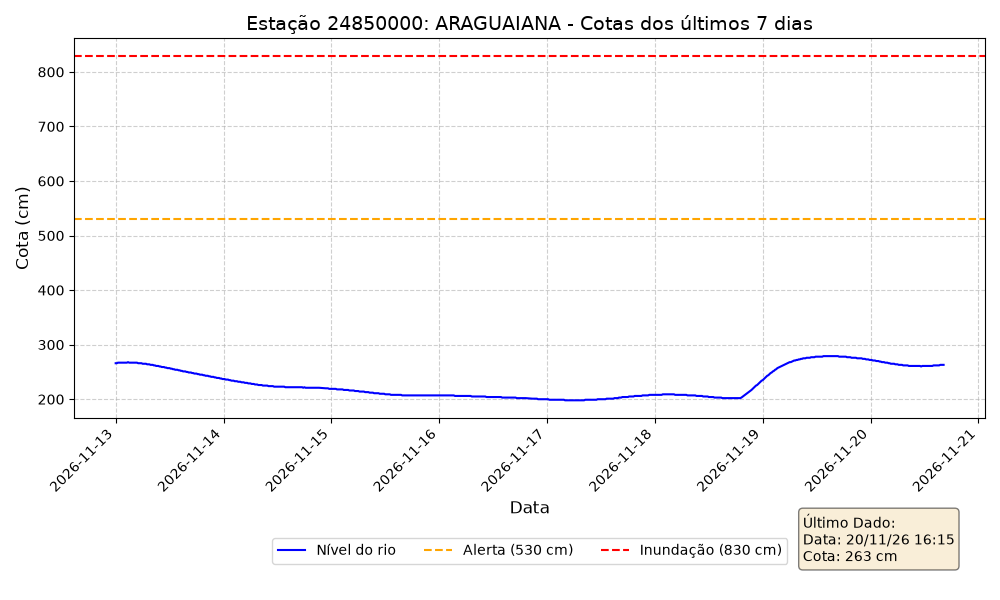 Estação 24850000: ARAGUAIANA - Cotas dos últimos 7 dias
Cota (cm)
800
700
600
500
400
300
200
2026-11-13
2026-11-14
2026-11-15
2026-11-16
2026-11-17
2026-11-18
2026-11-19
2026-11-20
2026-11-21
Data
Nível do rio
Alerta (530 cm)
Inundação (830 cm)
Último Dado:
Data: 20/11/26 16:15
Cota: 263 cm